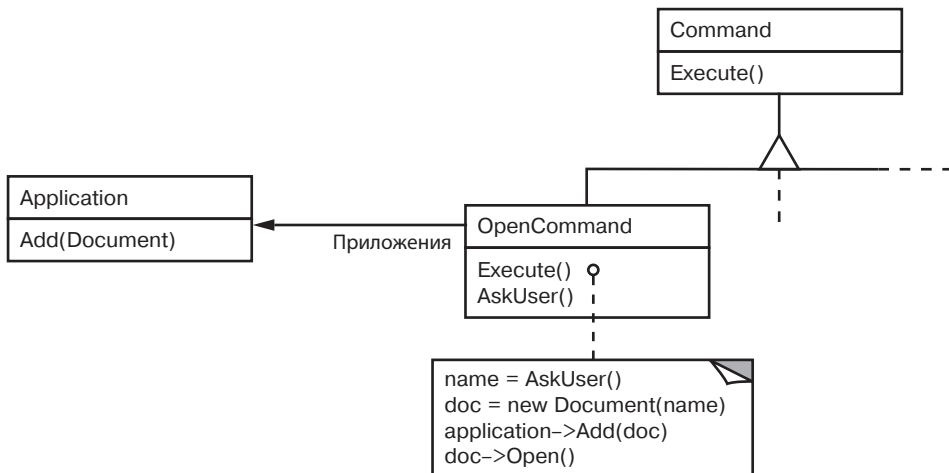 Command
Execute()
Application
Add(Document)
Приложения
OpenCommand
Execute()
AskUser()
name = AskUser()
doc = new Document(name)
application–>Add(doc)
doc–>Open()